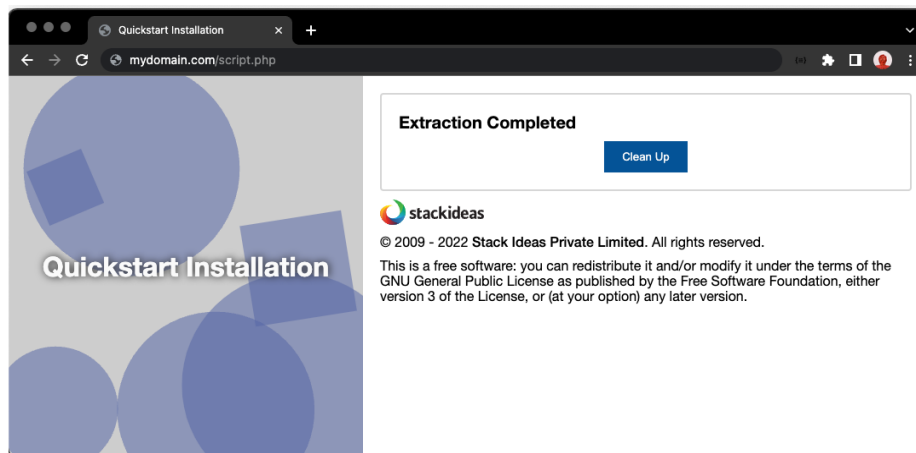 Quickstart Installation
mydomain.com/script.php
Quickstart Installation
Extraction Completed
Clean Up
stackideas
© 2009 - 2022 Stack Ideas Private Limited. All rights reserved.
This is a free software: you can redistribute it and/or modify it under the terms of the
GNU General Public License as published by the Free Software Foundation, either
version 3 of the License, or (at your option) any later version.